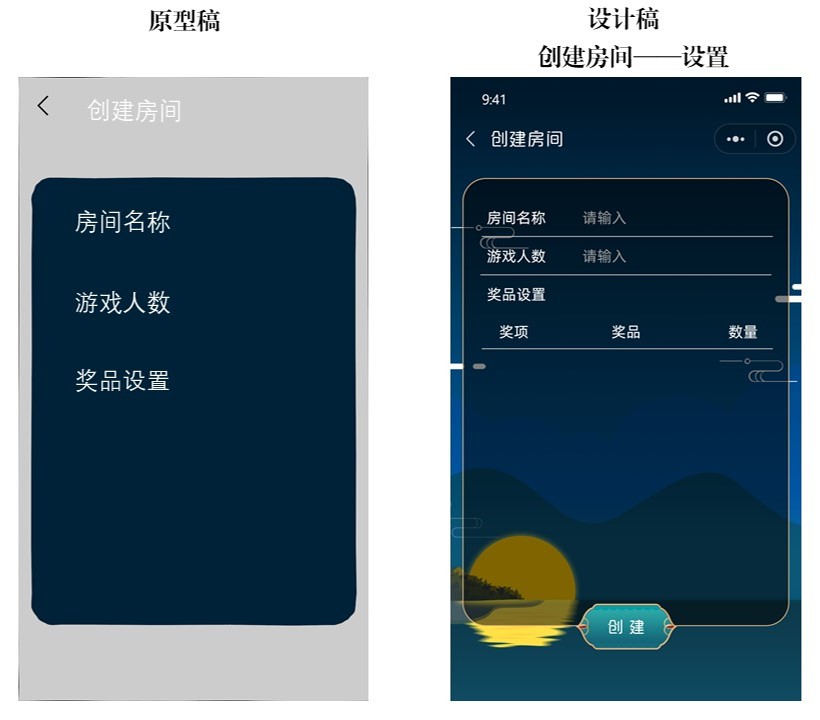 原型稿
创建房间
房间名称
游戏人数
奖品设置
设计稿
创建房间——设置
9:41
创建房间
房间名称 请输入
游戏人数 请输入
奖品设置
奖项 奖品 数量
创建